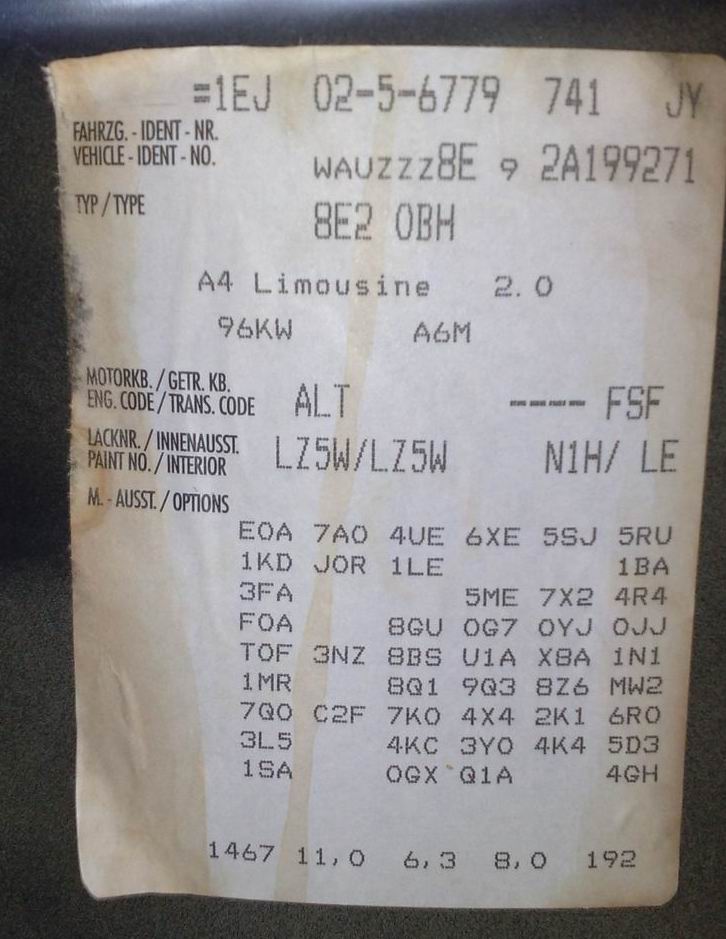 =1EJ 02-5-6779 741 JY
FAHRZG. - IDENT - NR.
VEHICLE - IDENT - NO. WAUZZZ8E 9 2A199271
TYP / TYPE 8E2 0BH
A4 Limousine 2.0
96KW A6M
MOTORKB. / GETR. KB.
ENG. CODE / TRANS. CODE ALT ---- FSF
LACKNR. / INNENAUSST.
PAINT NO. / INTERIOR LZ5W/LZ5W N1H/ LE
M. - AUSST. / OPTIONS
E0A 7A0 4UE 6XE 5SJ 5RU
1KD J0R 1LE 1BA
3FA 5ME 7X2 4R4
F0A 8GU 0G7 0YJ 0JJ
T0F 3NZ 8BS U1A X8A 1N1
1MR 8Q1 9Q3 8Z6 MW2
7Q0 C2F 7K0 4X4 2K1 6R0
3L5 4KC 3Y0 4K4 5D3
1SA 0GX Q1A 4GH
1467 11,0 6,3 8,0 192